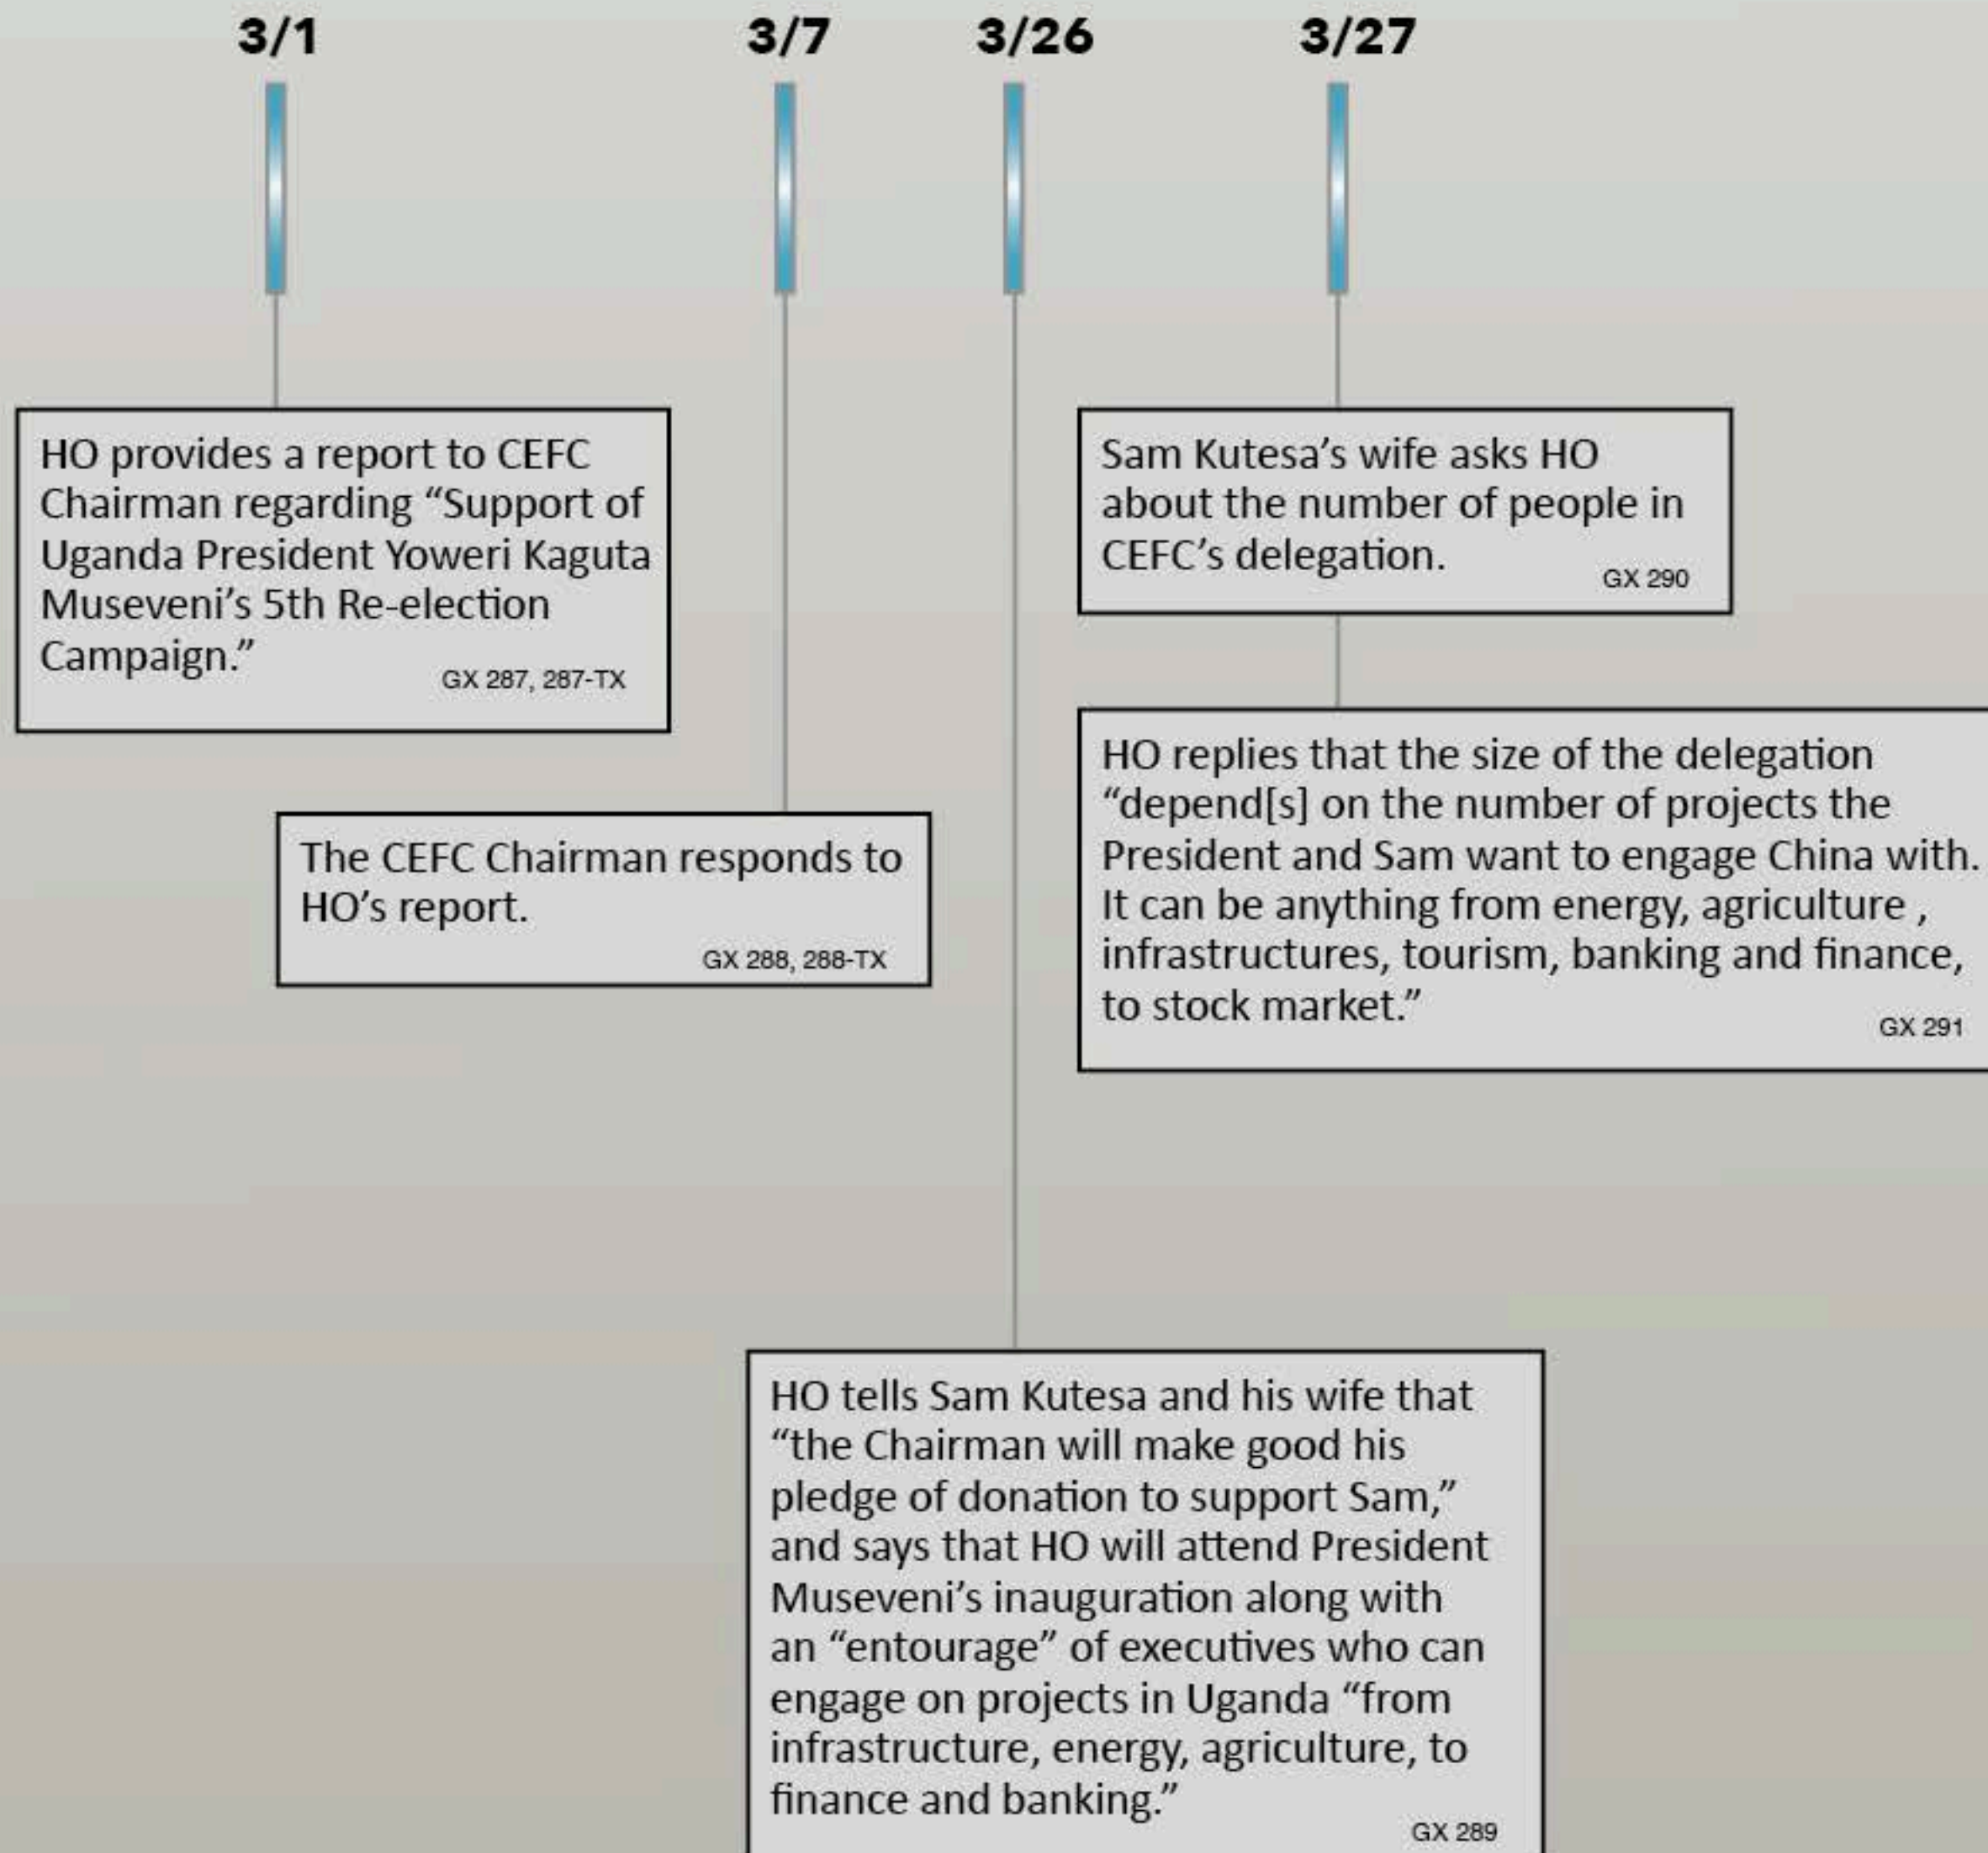 3/1
3/7
3/26
3/27
HO provides a report to CEFC
Chairman regarding “Support of
Uganda President Yoweri Kaguta
Museveni’s 5th Re-election
Campaign.”
GX 287, 287-TX
The CEFC Chairman responds to
HO’s report.
GX 288, 288-TX
HO tells Sam Kutesa and his wife that
“the Chairman will make good his
pledge of donation to support Sam,”
and says that HO will attend President
Museveni’s inauguration along with
an “entourage” of executives who can
engage on projects in Uganda “from
infrastructure, energy, agriculture, to
finance and banking.”
GX 289
Sam Kutesa’s wife asks HO
about the number of people in
CEFC’s delegation.
GX 290
HO replies that the size of the delegation
“depend[s] on the number of projects the
President and Sam want to engage China with.
It can be anything from energy, agriculture ,
infrastructures, tourism, banking and finance,
to stock market.”
GX 291